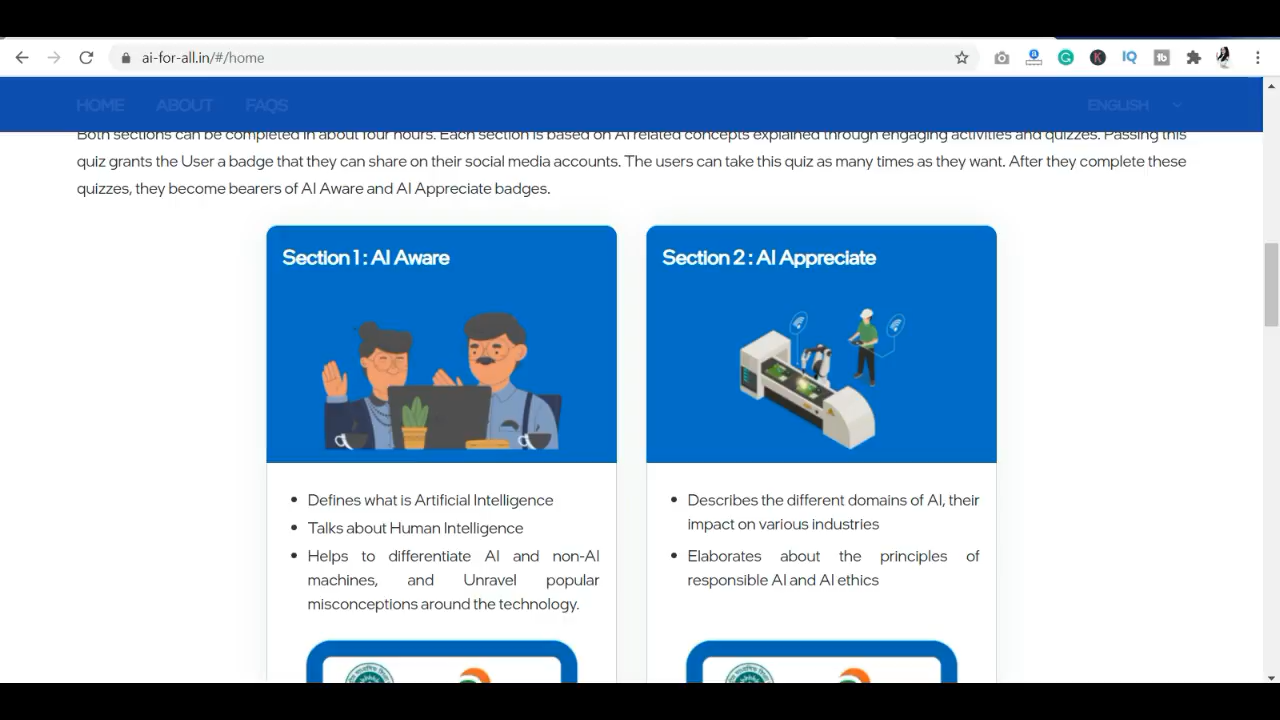 ai-for-all.in/#/home
HOME ABOUT FAQS ENGLISH
Both sections can be completed in about four hours. Each section is based on AI related concepts explained through engaging activities and quizzes. Passing this
quiz grants the User a badge that they can share on their social media accounts. The users can take this quiz as many times as they want. After they complete these
quizzes, they become bearers of AI Aware and AI Appreciate badges.
Section 1 : AI Aware
Defines what is Artificial Intelligence
Talks about Human Intelligence
Helps to differentiate AI and non-AI
machines, and Unravel popular
misconceptions around the technology.
Section 2 : AI Appreciate
Describes the different domains of AI, their
impact on various industries
Elaborates about the principles of
responsible AI and AI ethics